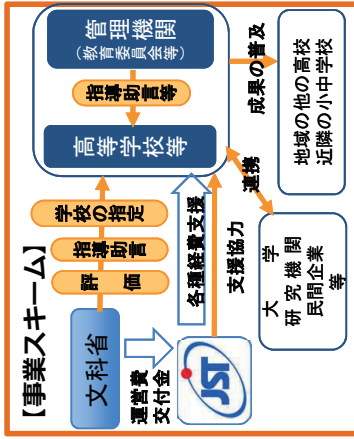 【事業スキーム】
文科省
評価
指導助言
学校の指定
管理機関
（教育委員会等）
指導助言等
高等学校等
運営費
交付金
JST
各種経費支援
支援協力
連携
成果の普及
大学
研究機関
民間企業
等
地域の他の高校
近隣の小中学校